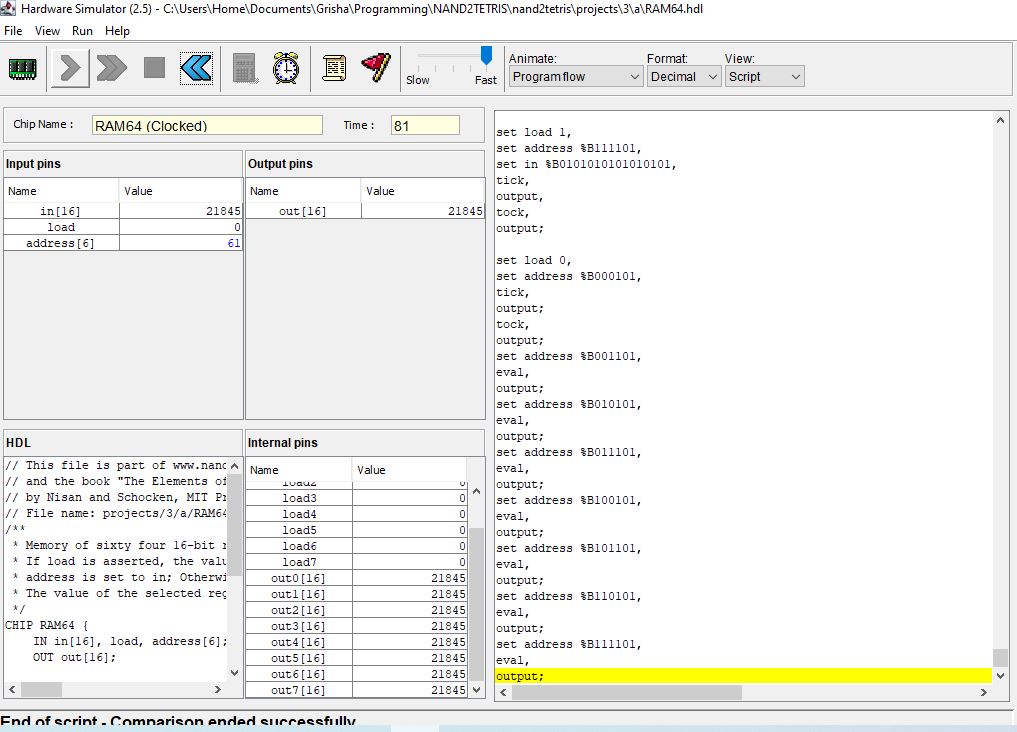 Hardware Simulator (2.5) - C:\Users\Home\Documents\Grisha\Programming\NAND2TETRIS\nand2tetris\projects\3\a\RAM64.hdl
File View Run Help
Animate: Format: View:
Slow Fast Program flow Decimal Script
Chip Name : RAM64 (Clocked) Time : 81
Input pins
Name Value
in[16] 21845
load 0
address[6] 61
Output pins
Name Value
out[16] 21845
HDL
// This file is part of www.nand
// and the book "The Elements of
// by Nisan and Schocken, MIT Pr
// File name: projects/3/a/RAM64
/**
* Memory of sixty four 16-bit r
* If load is asserted, the valu
* address is set to in; Otherwi
* The value of the selected reg
*/
CHIP RAM64 {
IN in[16], load, address[6];
OUT out[16];
Internal pins
Name Value
load2 0
load3 0
load4 0
load5 0
load6 0
load7 0
out0[16] 21845
out1[16] 21845
out2[16] 21845
out3[16] 21845
out4[16] 21845
out5[16] 21845
out6[16] 21845
out7[16] 21845
set load 1,
set address %B111101,
set in %B0101010101010101,
tick,
output,
tock,
output;
set load 0,
set address %B000101,
tick,
output;
tock,
output;
set address %B001101,
eval,
output;
set address %B010101,
eval,
output;
set address %B011101,
eval,
output;
set address %B100101,
eval,
output;
set address %B101101,
eval,
output;
set address %B110101,
eval,
output;
set address %B111101,
eval,
output;
End of script - Comparison ended successfully